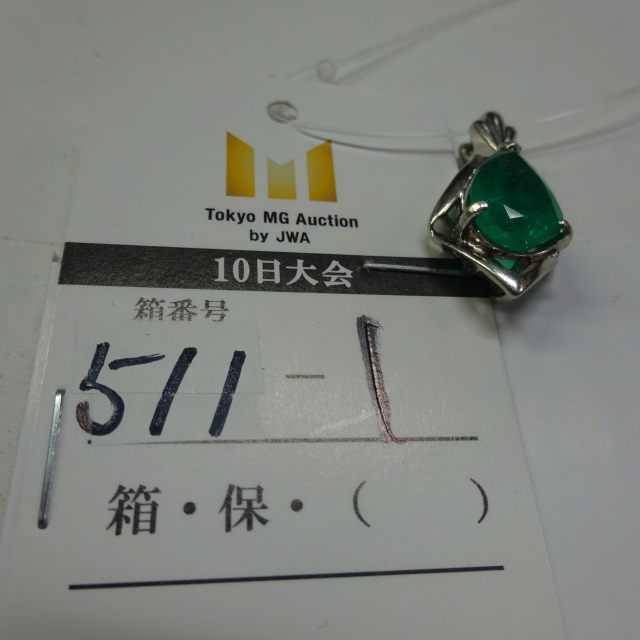 Tokyo MG Auction
by JWA
10日大会
箱番号
511 - 1
箱・保・(　　)